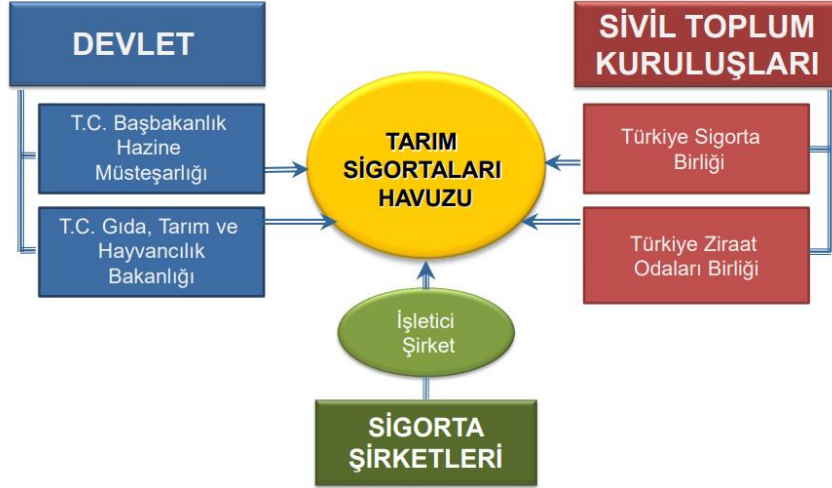 DEVLET
T.C. Başbakanlık
Hazine
Müsteşarlığı
T.C. Gıda, Tarım ve
Hayvancılık
Bakanlığı
TARIM
SİGORTALARI
HAVUZU
SİVİL TOPLUM
KURULUŞLARI
Türkiye Sigorta
Birliği
Türkiye Ziraat
Odaları Birliği
İşletici
Şirket
SİGORTA
ŞİRKETLERİ